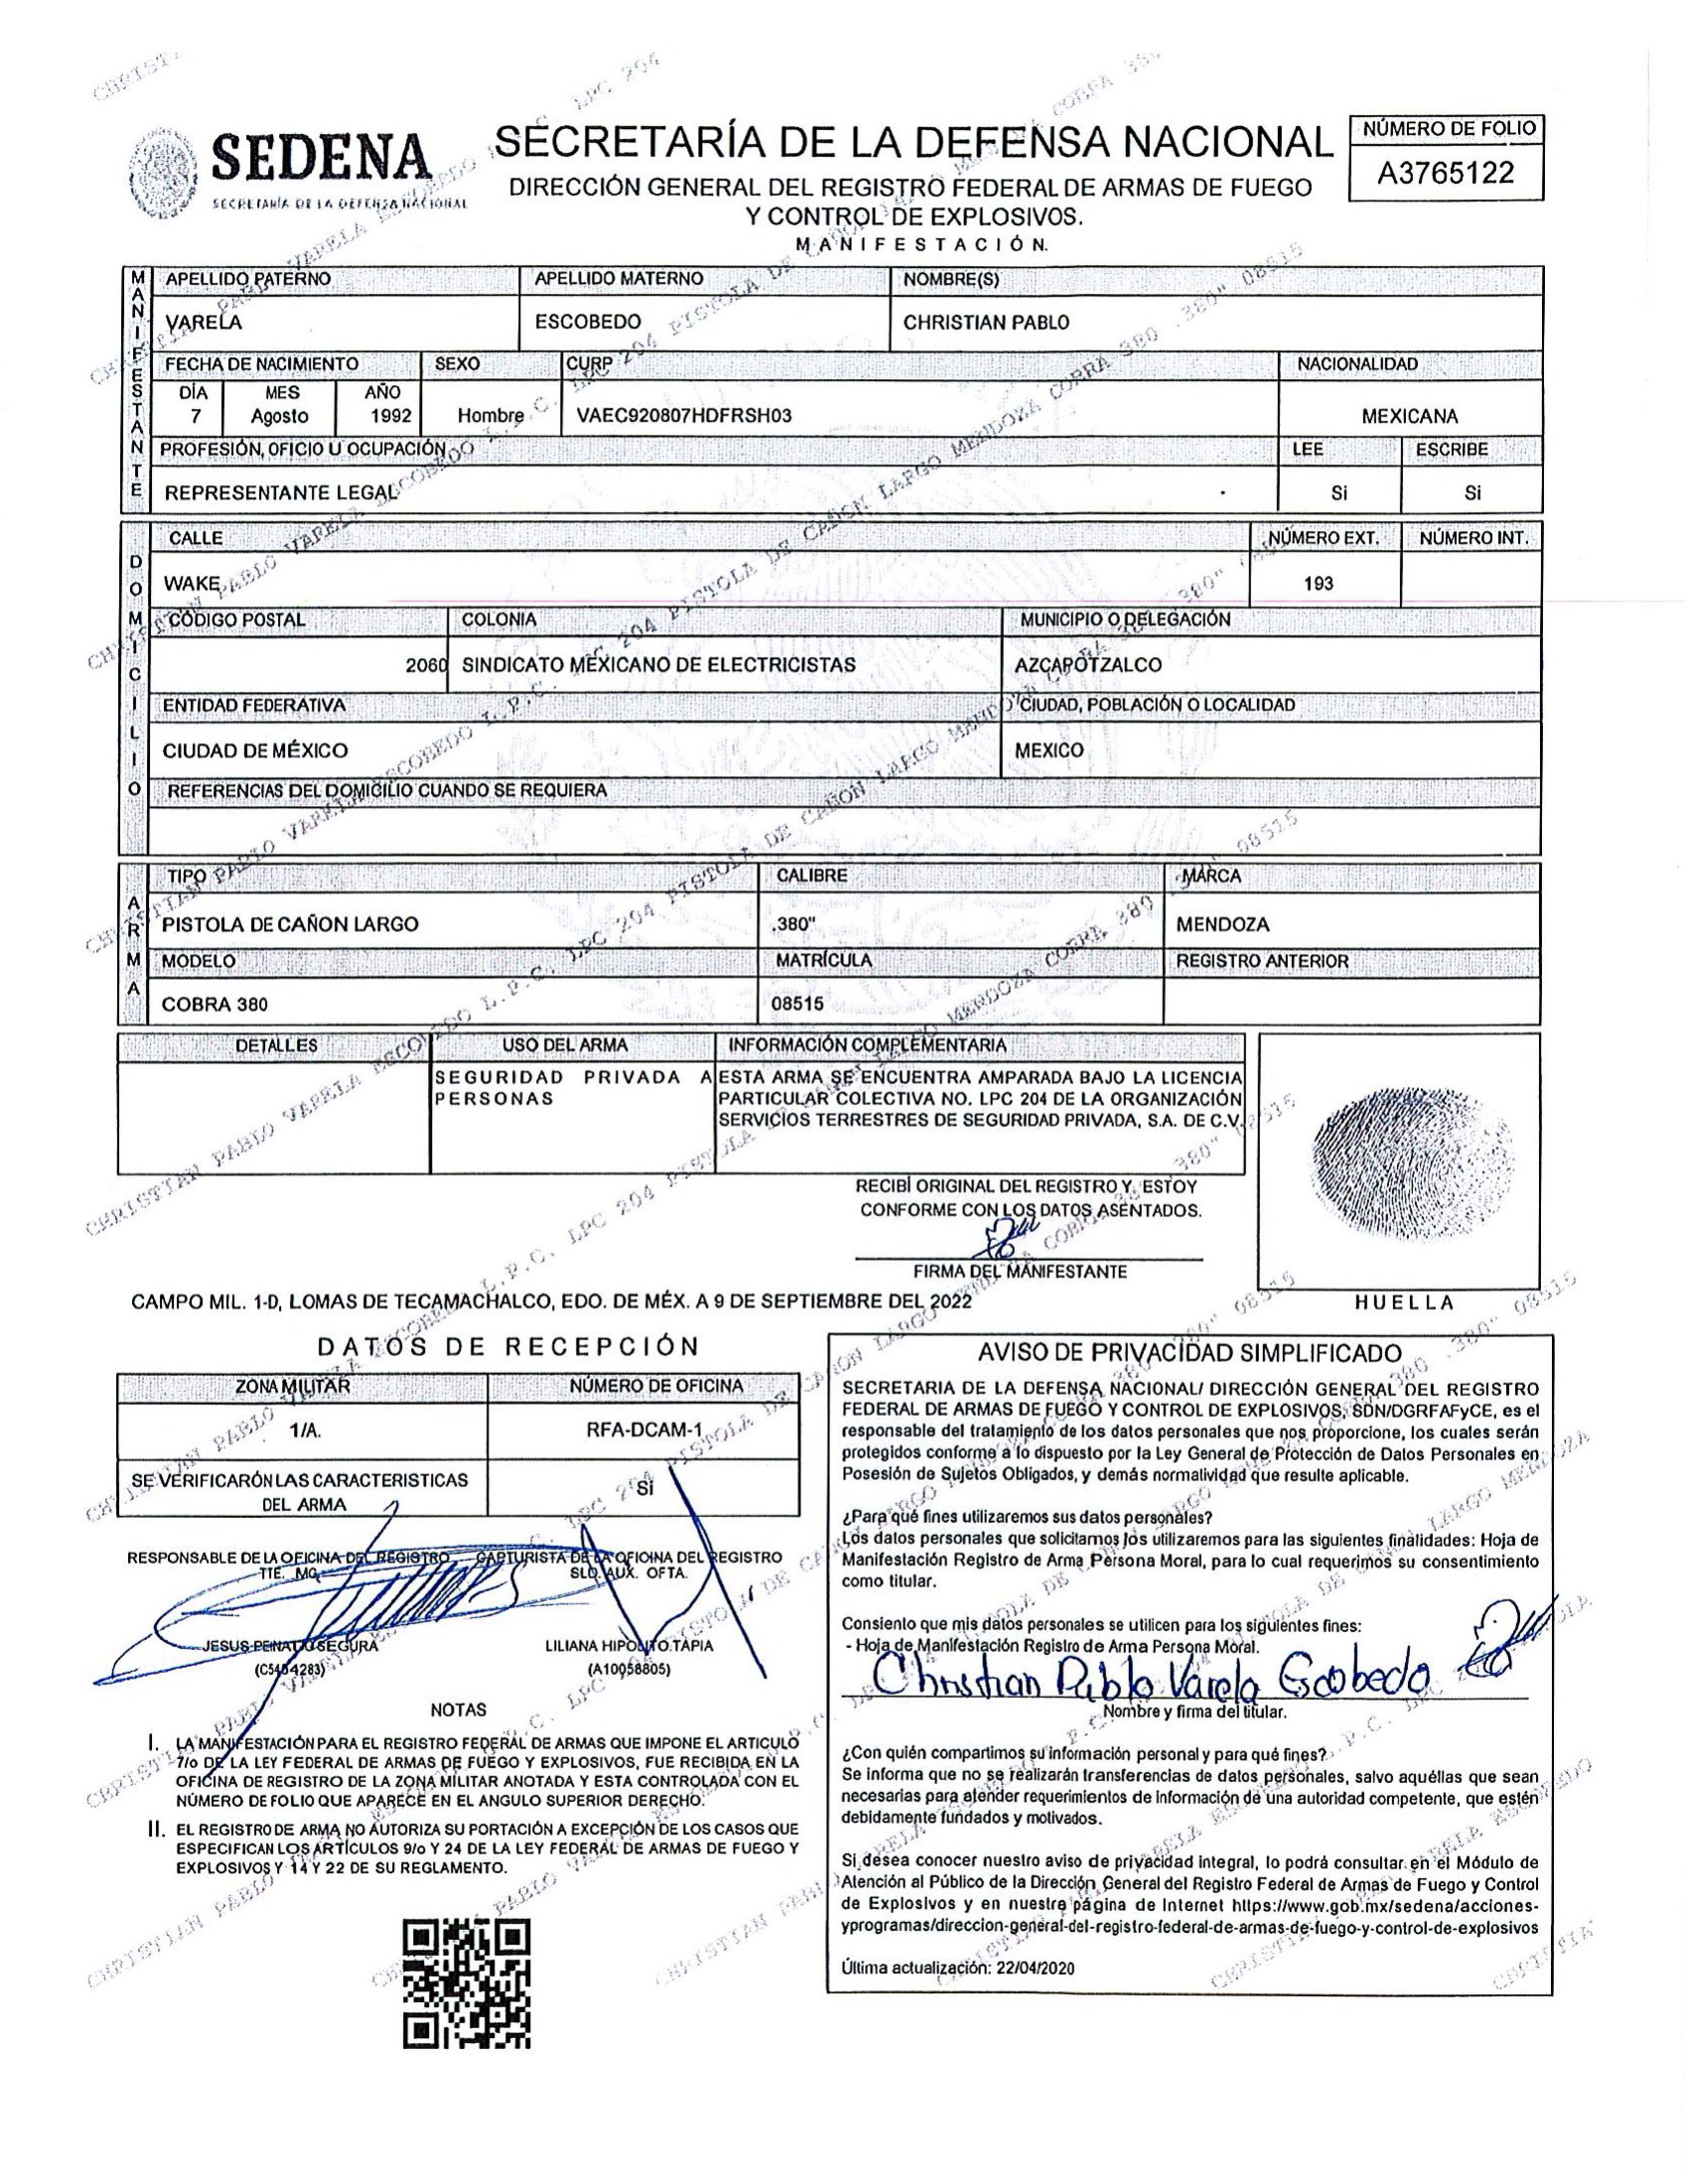 SEDENA
SECRETARÍA DE LA DEFENSA NACIONAL
SECRETARÍA DE LA DEFENSA NACIONAL
DIRECCIÓN GENERAL DEL REGISTRO FEDERAL DE ARMAS DE FUEGO
Y CONTROL DE EXPLOSIVOS.
MANIFESTACIÓN.
NÚMERO DE FOLIO
A3765122
MANIFESTANTE
APELLIDO PATERNO APELLIDO MATERNO NOMBRE(S)
VARELA ESCOBEDO CHRISTIAN PABLO
FECHA DE NACIMIENTO SEXO CURP NACIONALIDAD
DÍA MES AÑO
7 Agosto 1992 Hombre VAEC920807HDFRSH03 MEXICANA
PROFESIÓN, OFICIO U OCUPACIÓN LEE ESCRIBE
REPRESENTANTE LEGAL Si Si
DOMICILIO
CALLE NÚMERO EXT. NÚMERO INT.
WAKE 193
CÓDIGO POSTAL COLONIA MUNICIPIO O DELEGACIÓN
2060 SINDICATO MEXICANO DE ELECTRICISTAS AZCAPOTZALCO
ENTIDAD FEDERATIVA CIUDAD, POBLACIÓN O LOCALIDAD
CIUDAD DE MÉXICO MEXICO
REFERENCIAS DEL DOMICILIO CUANDO SE REQUIERA
ARMA
TIPO CALIBRE MARCA
PISTOLA DE CAÑON LARGO .380" MENDOZA
MODELO MATRÍCULA REGISTRO ANTERIOR
COBRA 380 08515
DETALLES USO DEL ARMA INFORMACIÓN COMPLEMENTARIA
SEGURIDAD PRIVADA A ESTA ARMA SE ENCUENTRA AMPARADA BAJO LA LICENCIA
PERSONAS PARTICULAR COLECTIVA NO. LPC 204 DE LA ORGANIZACIÓN
SERVICIOS TERRESTRES DE SEGURIDAD PRIVADA, S.A. DE C.V.
RECIBÍ ORIGINAL DEL REGISTRO Y ESTOY
CONFORME CON LOS DATOS ASENTADOS.
FIRMA DEL MANIFESTANTE
HUELLA
CAMPO MIL. 1-D, LOMAS DE TECAMACHALCO, EDO. DE MÉX. A 9 DE SEPTIEMBRE DEL 2022
DATOS DE RECEPCIÓN
ZONA MILITAR NÚMERO DE OFICINA
1/A. RFA-DCAM-1
SE VERIFICARÓN LAS CARACTERISTICAS
DEL ARMA
Si
RESPONSABLE DE LA OFICINA DEL REGISTRO CAPTURISTA DE LA OFICINA DEL REGISTRO
TTE. MG. SLD. AUX. OFTA.
JESUS SEGURA LILIANA HIPOLITO TAPIA
(A10058805)
NOTAS
I. LA MANIFESTACIÓN PARA EL REGISTRO FEDERAL DE ARMAS QUE IMPONE EL ARTICULO
7/o DE LA LEY FEDERAL DE ARMAS DE FUEGO Y EXPLOSIVOS, FUE RECIBIDA EN LA
OFICINA DE REGISTRO DE LA ZONA MILITAR ANOTADA Y ESTA CONTROLADA CON EL
NÚMERO DE FOLIO QUE APARECE EN EL ANGULO SUPERIOR DERECHO.
II. EL REGISTRO DE ARMA NO AUTORIZA SU PORTACIÓN A EXCEPCIÓN DE LOS CASOS QUE
ESPECIFICAN LOS ARTÍCULOS 9/o Y 24 DE LA LEY FEDERAL DE ARMAS DE FUEGO Y
EXPLOSIVOS Y 14 Y 22 DE SU REGLAMENTO.
AVISO DE PRIVACIDAD SIMPLIFICADO
SECRETARIA DE LA DEFENSA NACIONAL/ DIRECCIÓN GENERAL DEL REGISTRO
FEDERAL DE ARMAS DE FUEGO Y CONTROL DE EXPLOSIVOS, SDN/DGRFAFyCE, es el
responsable del tratamiento de los datos personales que nos proporcione, los cuales serán
protegidos conforme a lo dispuesto por la Ley General de Protección de Datos Personales en
Posesión de Sujetos Obligados, y demás normatividad que resulte aplicable.
¿Para qué fines utilizaremos sus datos personales?
Los datos personales que solicitamos los utilizaremos para las siguientes finalidades: Hoja de
Manifestación Registro de Arma Persona Moral, para lo cual requerimos su consentimiento
como titular.
Consiento que mis datos personales se utilicen para los siguientes fines:
- Hoja de Manifestación Registro de Arma Persona Moral.
Christian Pablo Varela Escobedo
Nombre y firma del titular.
¿Con quién compartimos su información personal y para qué fines?
Se informa que no se realizarán transferencias de datos personales, salvo aquéllas que sean
necesarias para atender requerimientos de información de una autoridad competente, que estén
debidamente fundados y motivados.
Si desea conocer nuestro aviso de privacidad integral, lo podrá consultar en el Módulo de
Atención al Público de la Dirección General del Registro Federal de Armas de Fuego y Control
de Explosivos y en nuestra página de Internet https://www.gob.mx/sedena/acciones-
yprogramas/direccion-general-del-registro-federal-de-armas-de-fuego-y-control-de-explosivos
Última actualización: 22/04/2020